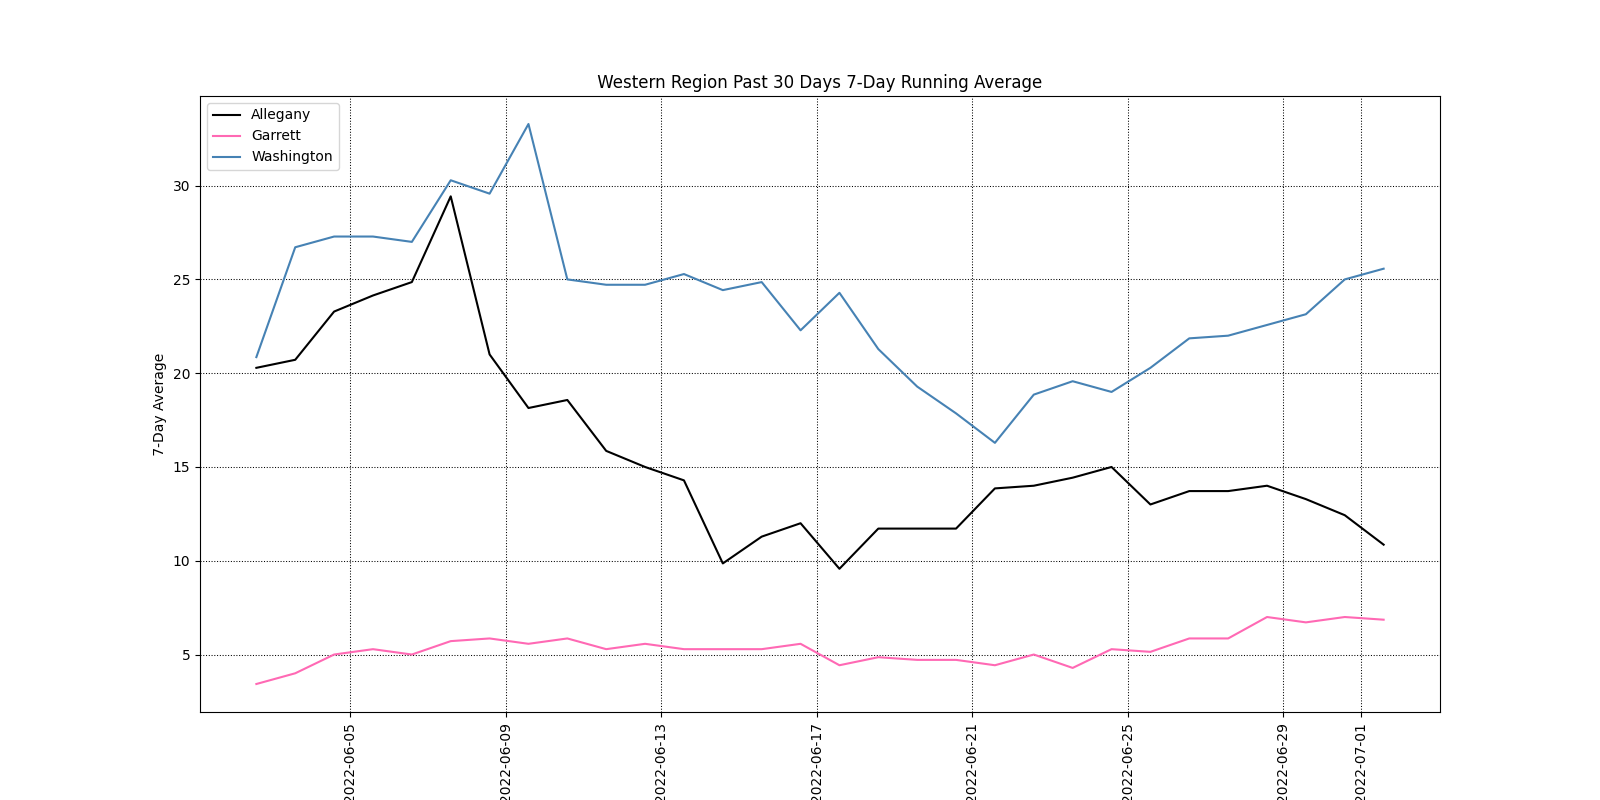 Western Region Past 30 Days 7-Day Running Average
Allegany
Garrett
Washington
7-Day Average
30
25
20
15
10
5
2022-06-05
2022-06-09
2022-06-13
2022-06-17
2022-06-21
2022-06-25
2022-06-29
2022-07-01